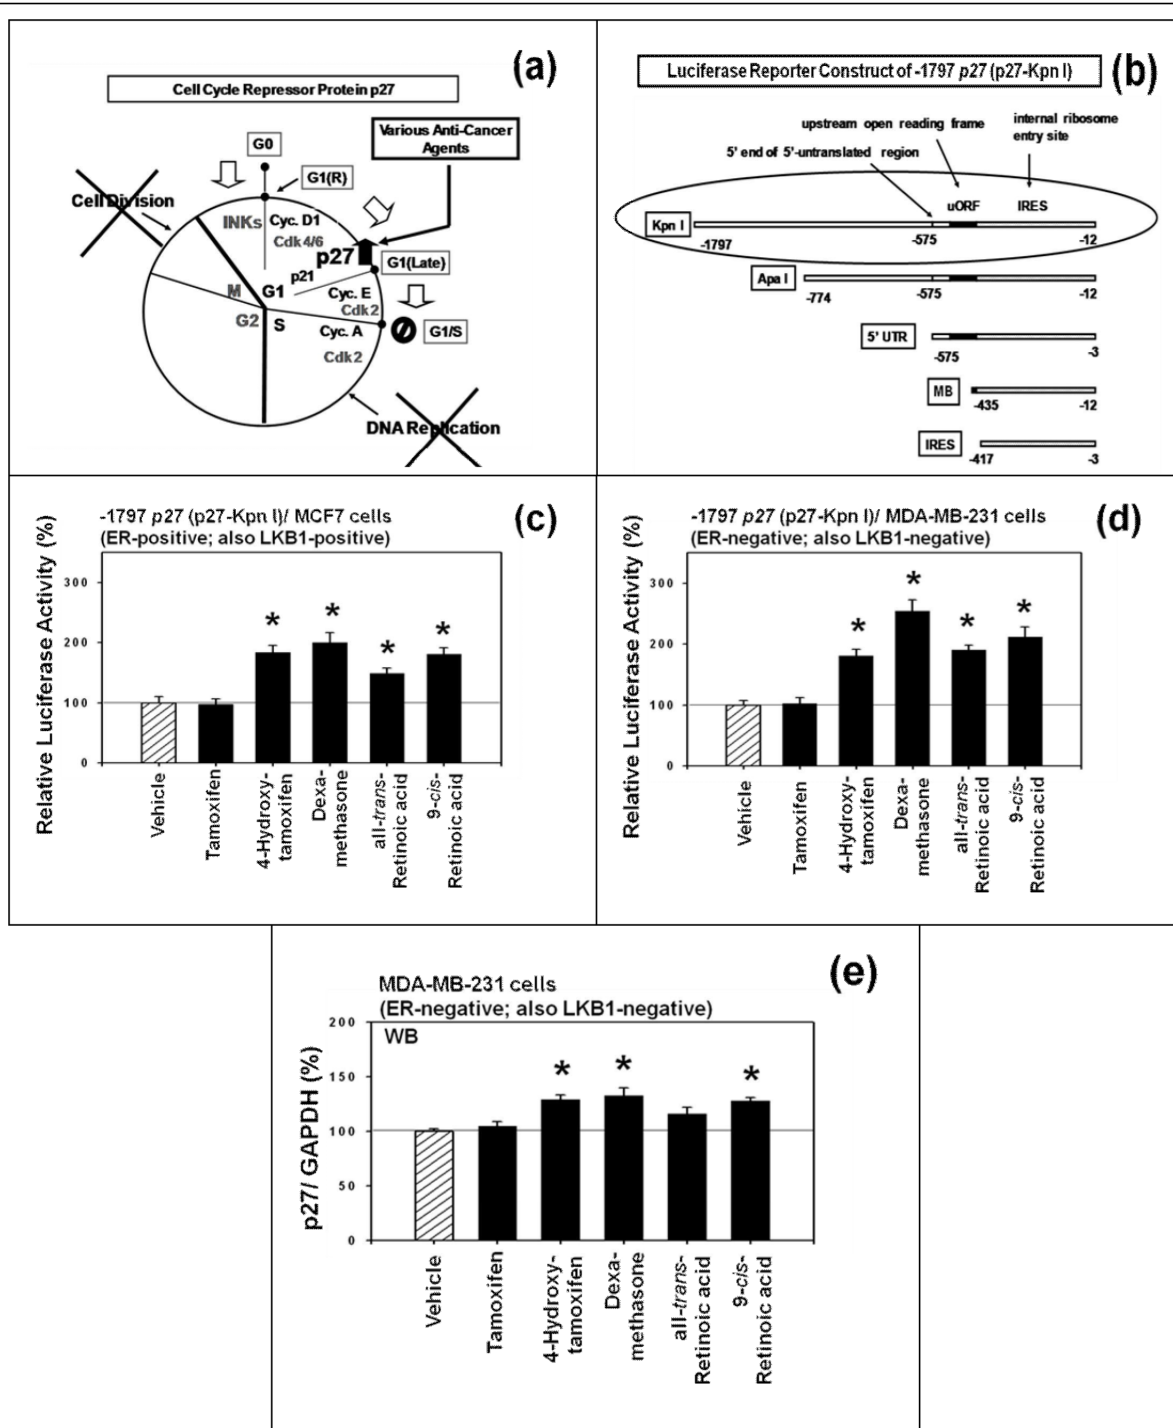 (a)
Cell Cycle Repressor Protein p27
Various Anti-Cancer
Agents
G0
G1(R)
Cell Division
INKs
Cyc. D1
Cdk4/6
p27
G1(Late)
p21
M
G1
Cyc. E
Cdk2
G2
S
Cyc. A
G1/S
Cdk2
DNA Replication
(b)
Luciferase Reporter Construct of -1797 p27 (p27-Kpn I)
upstream open reading frame
internal ribosome
entry site
5' end of 5'-untranslated region
uORF
IRES
Kpn I
-1797
-575
-12
Apa I
-774
-575
-12
5' UTR
-575
-3
MB
-435
-12
IRES
-417
-3
(c)
-1797 p27 (p27-Kpn I)/ MCF7 cells
(ER-positive; also LKB1-positive)
Relative Luciferase Activity (%)
300
200
100
0
* * * *
Vehicle
Tamoxifen
4-Hydroxy-
tamoxifen
Dexa-
methasone
all-trans-
Retinoic acid
9-cis-
Retinoic acid
(d)
-1797 p27 (p27-Kpn I)/ MDA-MB-231 cells
(ER-negative; also LKB1-negative)
Relative Luciferase Activity (%)
300
200
100
0
* * * *
Vehicle
Tamoxifen
4-Hydroxy-
tamoxifen
Dexa-
methasone
all-trans-
Retinoic acid
9-cis-
Retinoic acid
(e)
MDA-MB-231 cells
(ER-negative; also LKB1-negative)
WB
p27/ GAPDH (%)
200
150
100
50
0
* * *
Vehicle
Tamoxifen
4-Hydroxy-
tamoxifen
Dexa-
methasone
all-trans-
Retinoic acid
9-cis-
Retinoic acid